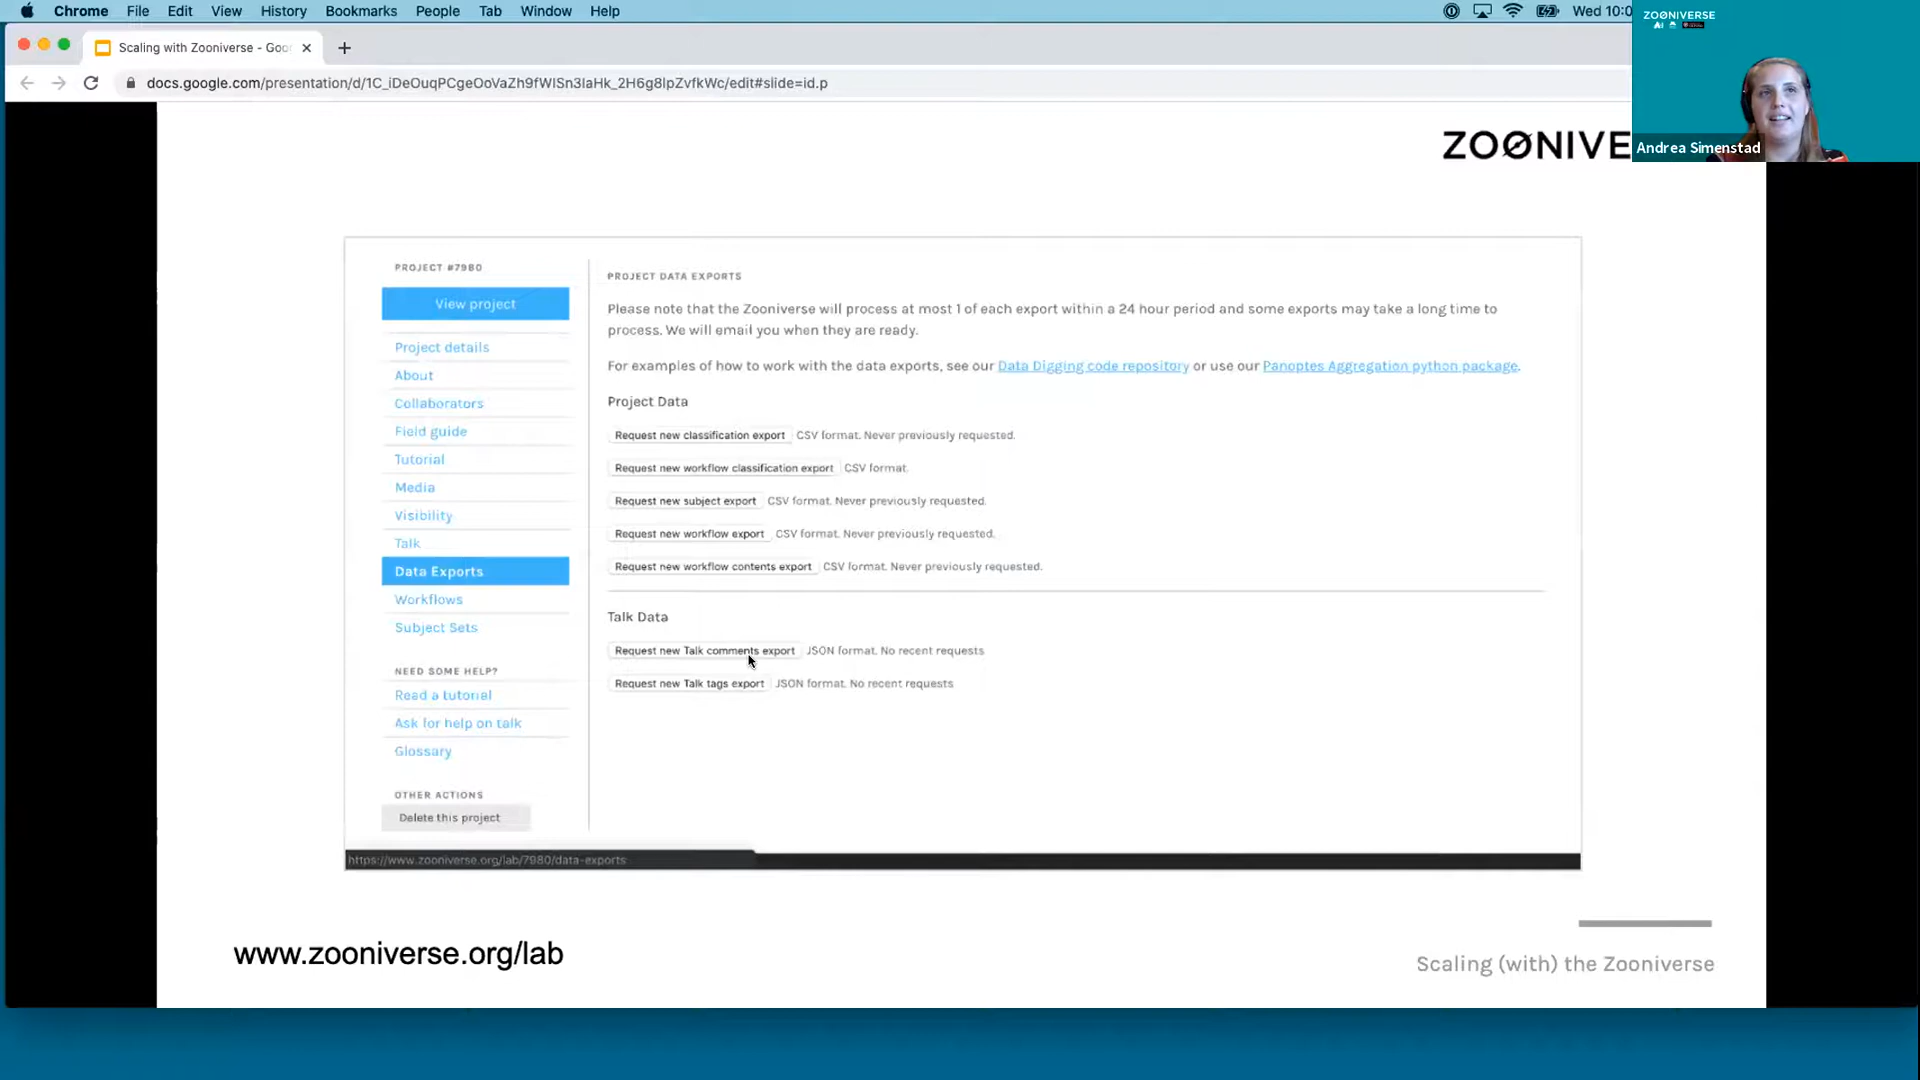 Chrome File Edit View History Bookmarks People Tab Window Help
Wed 10:0
ZOONIVERSE
Scaling with Zooniverse - Goo
docs.google.com/presentation/d/1C_iDeOuqPCgeOoVaZh9fWISn3IaHk_2H6g8lpZvfkWc/edit#slide=id.p
Andrea Simenstad
ZOONIVE
PROJECT #7980
View project
Project details
About
Collaborators
Field guide
Tutorial
Media
Visibility
Talk
Data Exports
Workflows
Subject Sets
NEED SOME HELP?
Read a tutorial
Ask for help on talk
Glossary
OTHER ACTIONS
Delete this project
PROJECT DATA EXPORTS
Please note that the Zooniverse will process at most 1 of each export within a 24 hour period and some exports may take a long time to
process. We will email you when they are ready.
For examples of how to work with the data exports, see our Data Digging code repository or use our Panoptes Aggregation python package.
Project Data
Request new classification export CSV format. Never previously requested.
Request new workflow classification export CSV format.
Request new subject export CSV format. Never previously requested.
Request new workflow export CSV format. Never previously requested.
Request new workflow contents export CSV format. Never previously requested.
Talk Data
Request new Talk comments export JSON format. No recent requests
Request new Talk tags export JSON format. No recent requests
https://www.zooniverse.org/lab/7980/data-exports
www.zooniverse.org/lab
Scaling (with) the Zooniverse